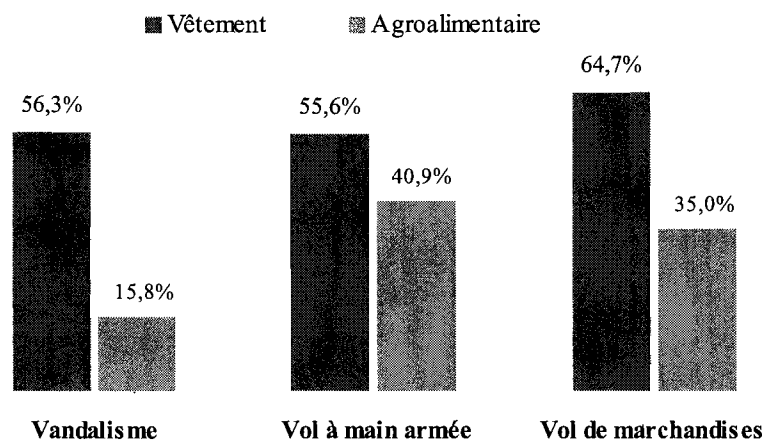 Vêtement Agroalimentaire
56,3% 55,6% 64,7%
15,8% 40,9% 35,0%
Vandalisme Vol à main armée Vol de marchandises